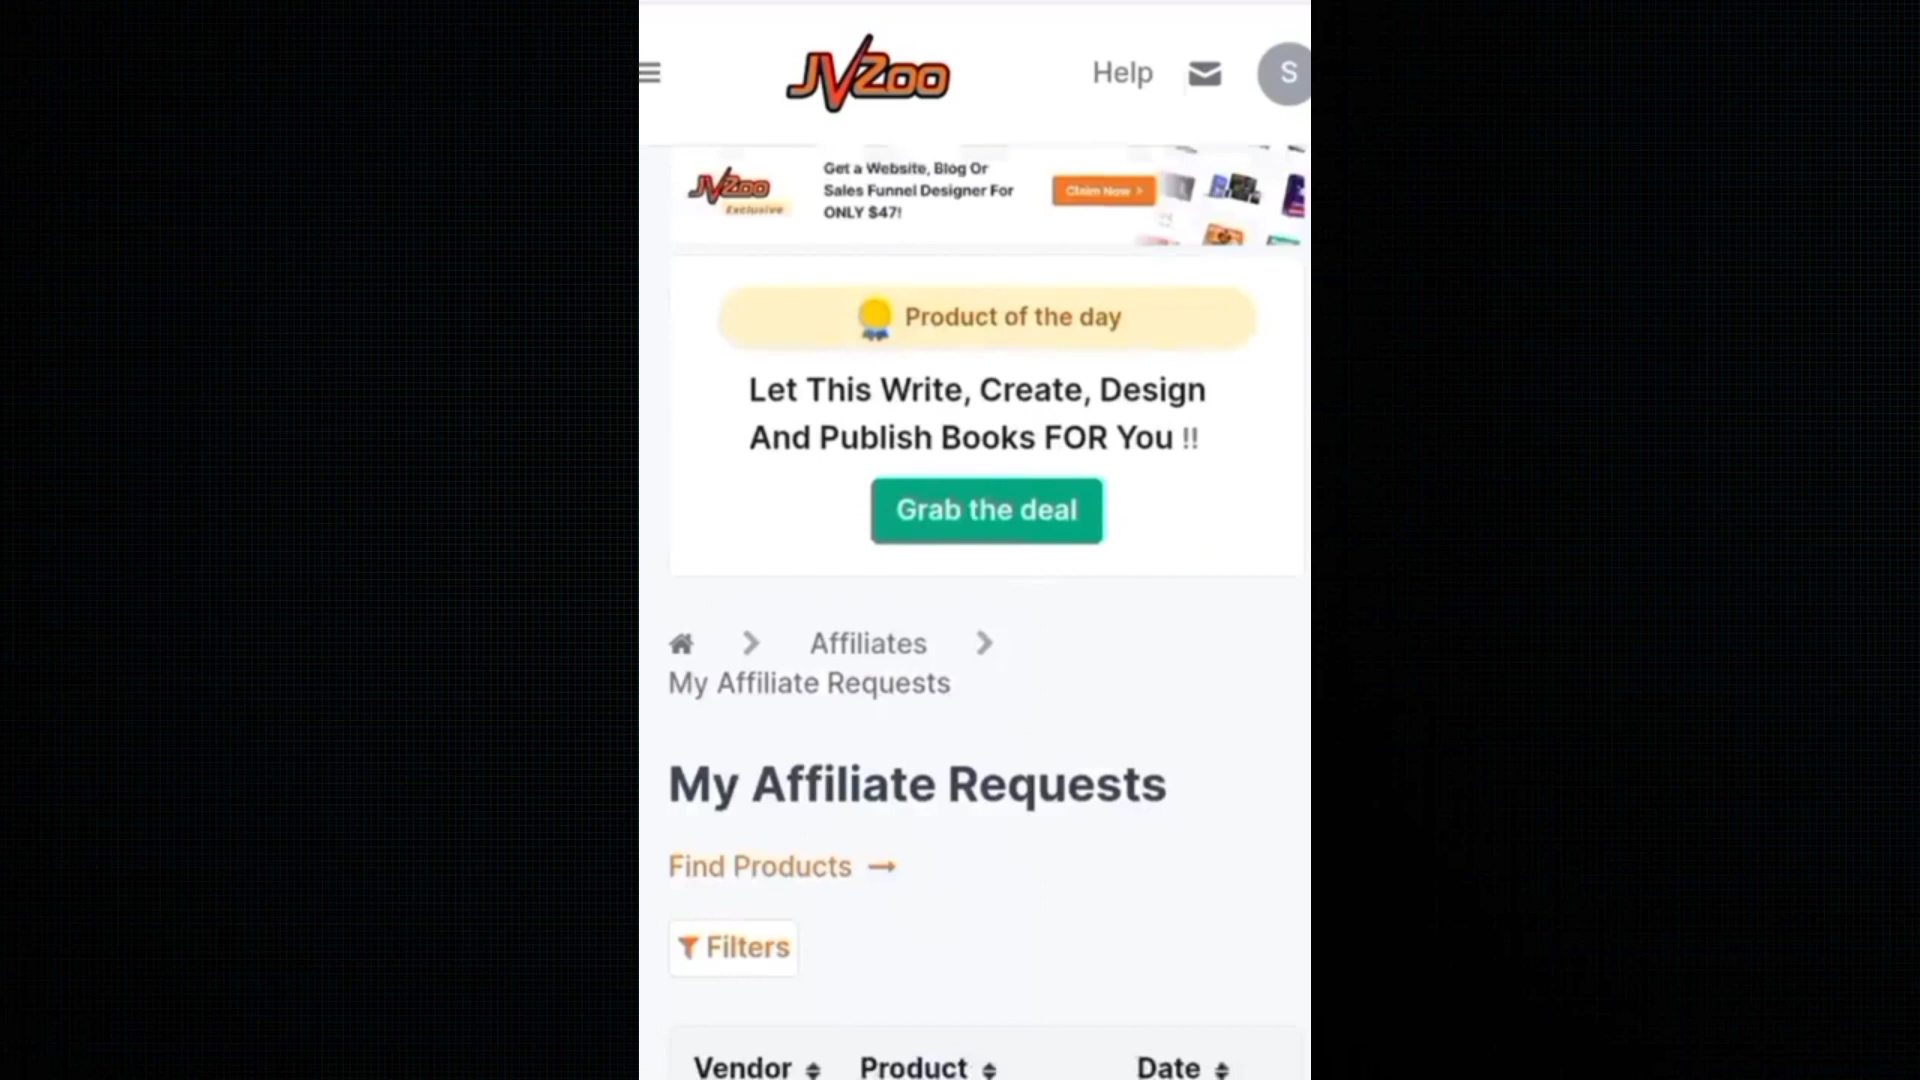 JVZoo
Help
S
JVZoo
Exclusive
Get a Website, Blog Or
Sales Funnel Designer For
ONLY $47!
Claim Now >
Product of the day
Let This Write, Create, Design
And Publish Books FOR You !!
Grab the deal
Affiliates
My Affiliate Requests
My Affiliate Requests
Find Products →
Filters
Vendor Product Date